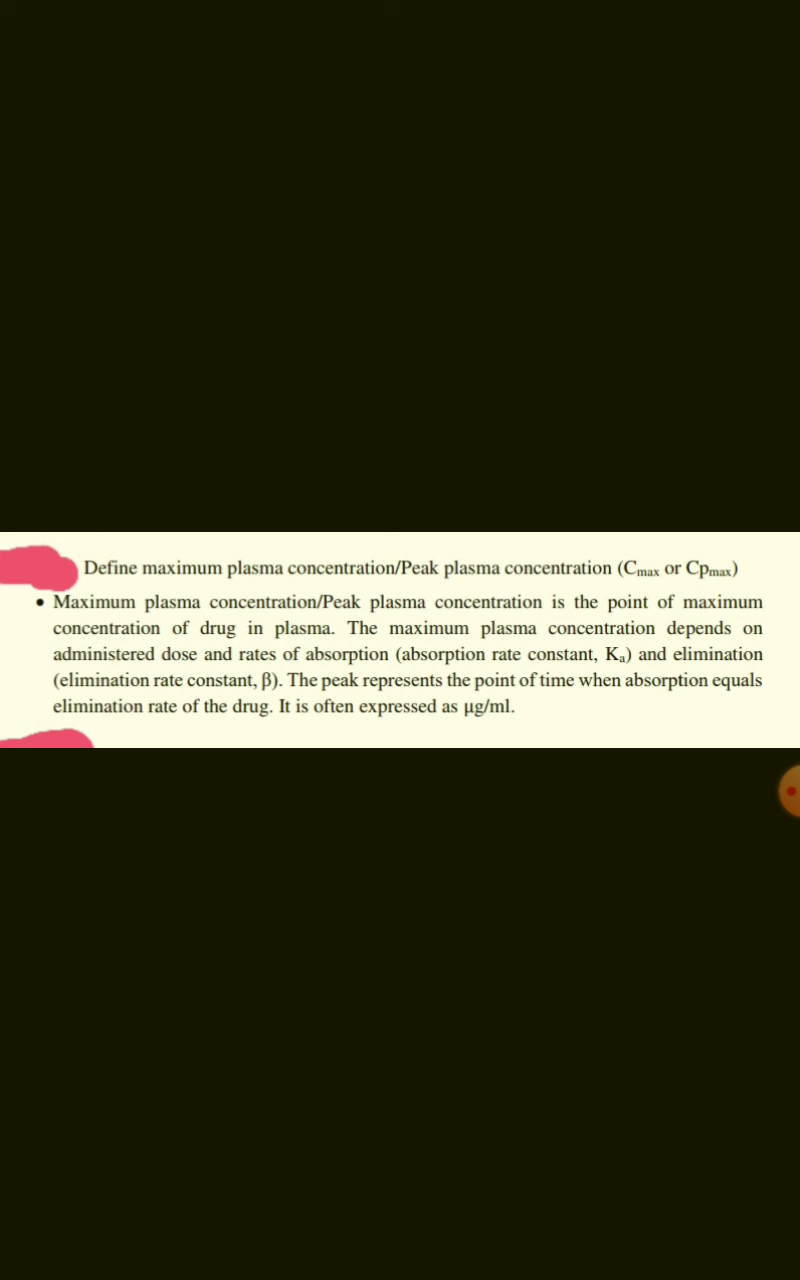 Define maximum plasma concentration/Peak plasma concentration (Cmax or Cpmax)
• Maximum plasma concentration/Peak plasma concentration is the point of maximum
concentration of drug in plasma. The maximum plasma concentration depends on
administered dose and rates of absorption (absorption rate constant, Ka) and elimination
(elimination rate constant, β). The peak represents the point of time when absorption equals
elimination rate of the drug. It is often expressed as μg/ml.